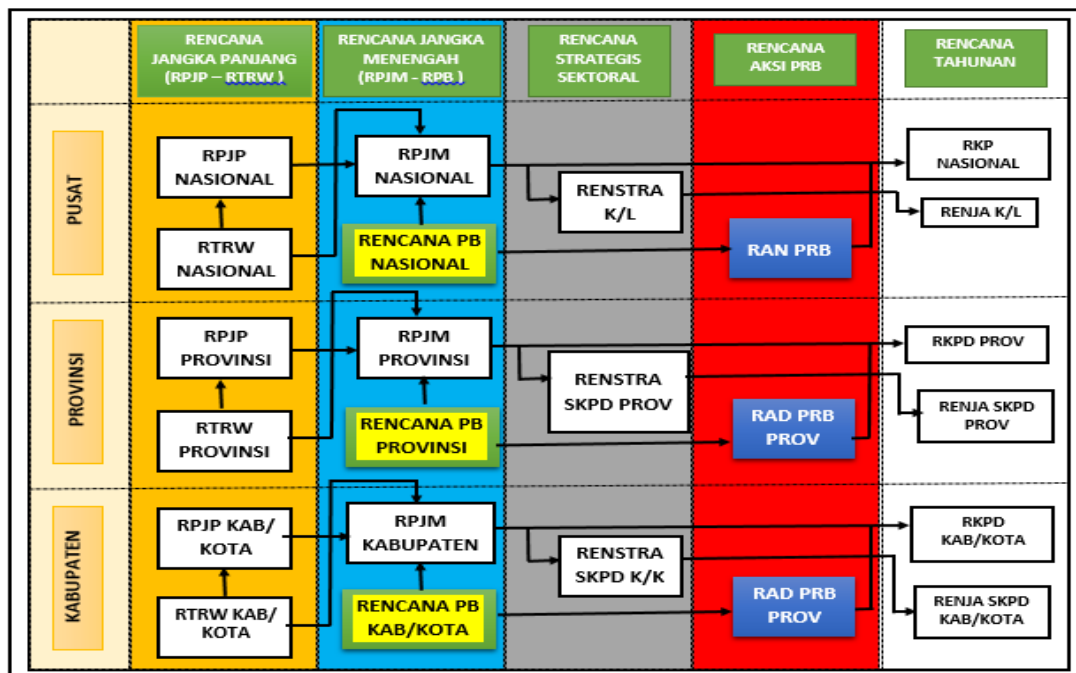 RENCANA
JANGKA PANJANG
(RPJP – RTRW )
RENCANA JANGKA
MENENGAH
(RPJM - RPB )
RENCANA
STRATEGIS
SEKTORAL
RENCANA
AKSI PRB
RENCANA
TAHUNAN
PUSAT
RPJP
NASIONAL
RTRW
NASIONAL
RPJM
NASIONAL
RENCANA PB
NASIONAL
RENSTRA
K/L
RAN PRB
RKP
NASIONAL
RENJA K/L
PROVINSI
RPJP
PROVINSI
RTRW
PROVINSI
RPJM
PROVINSI
RENCANA PB
PROVINSI
RENSTRA
SKPD PROV
RAD PRB
PROV
RKPD PROV
RENJA SKPD
PROV
KABUPATEN
RPJP KAB/
KOTA
RTRW KAB/
KOTA
RPJM
KABUPATEN
RENCANA PB
KAB/KOTA
RENSTRA
SKPD K/K
RAD PRB
PROV
RKPD
KAB/KOTA
RENJA SKPD
KAB/KOTA